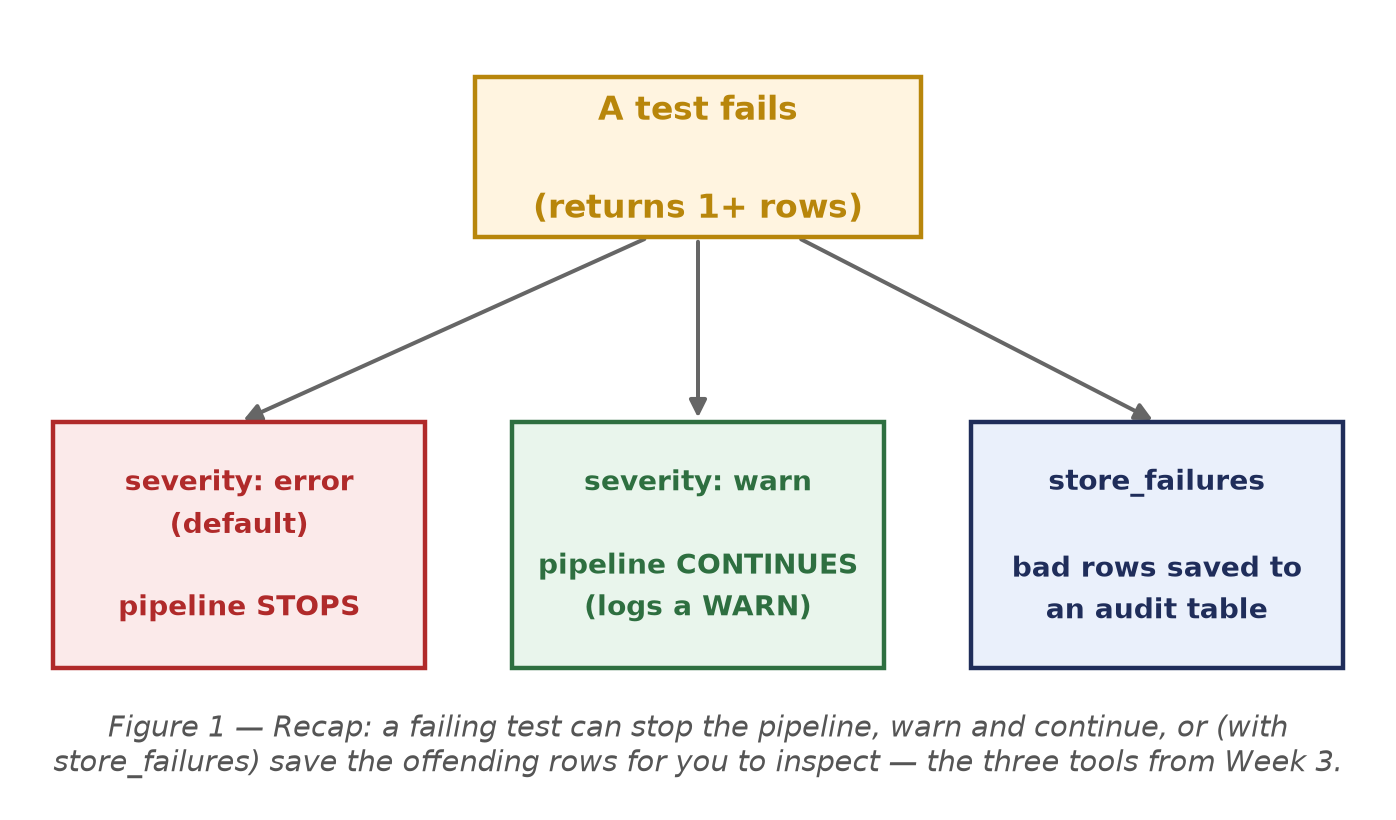 A test fails
(returns 1+ rows)
severity: error
(default)
pipeline STOPS
severity: warn
pipeline CONTINUES
(logs a WARN)
store_failures
bad rows saved to
an audit table
Figure 1 — Recap: a failing test can stop the pipeline, warn and continue, or (with
store_failures) save the offending rows for you to inspect — the three tools from Week 3.